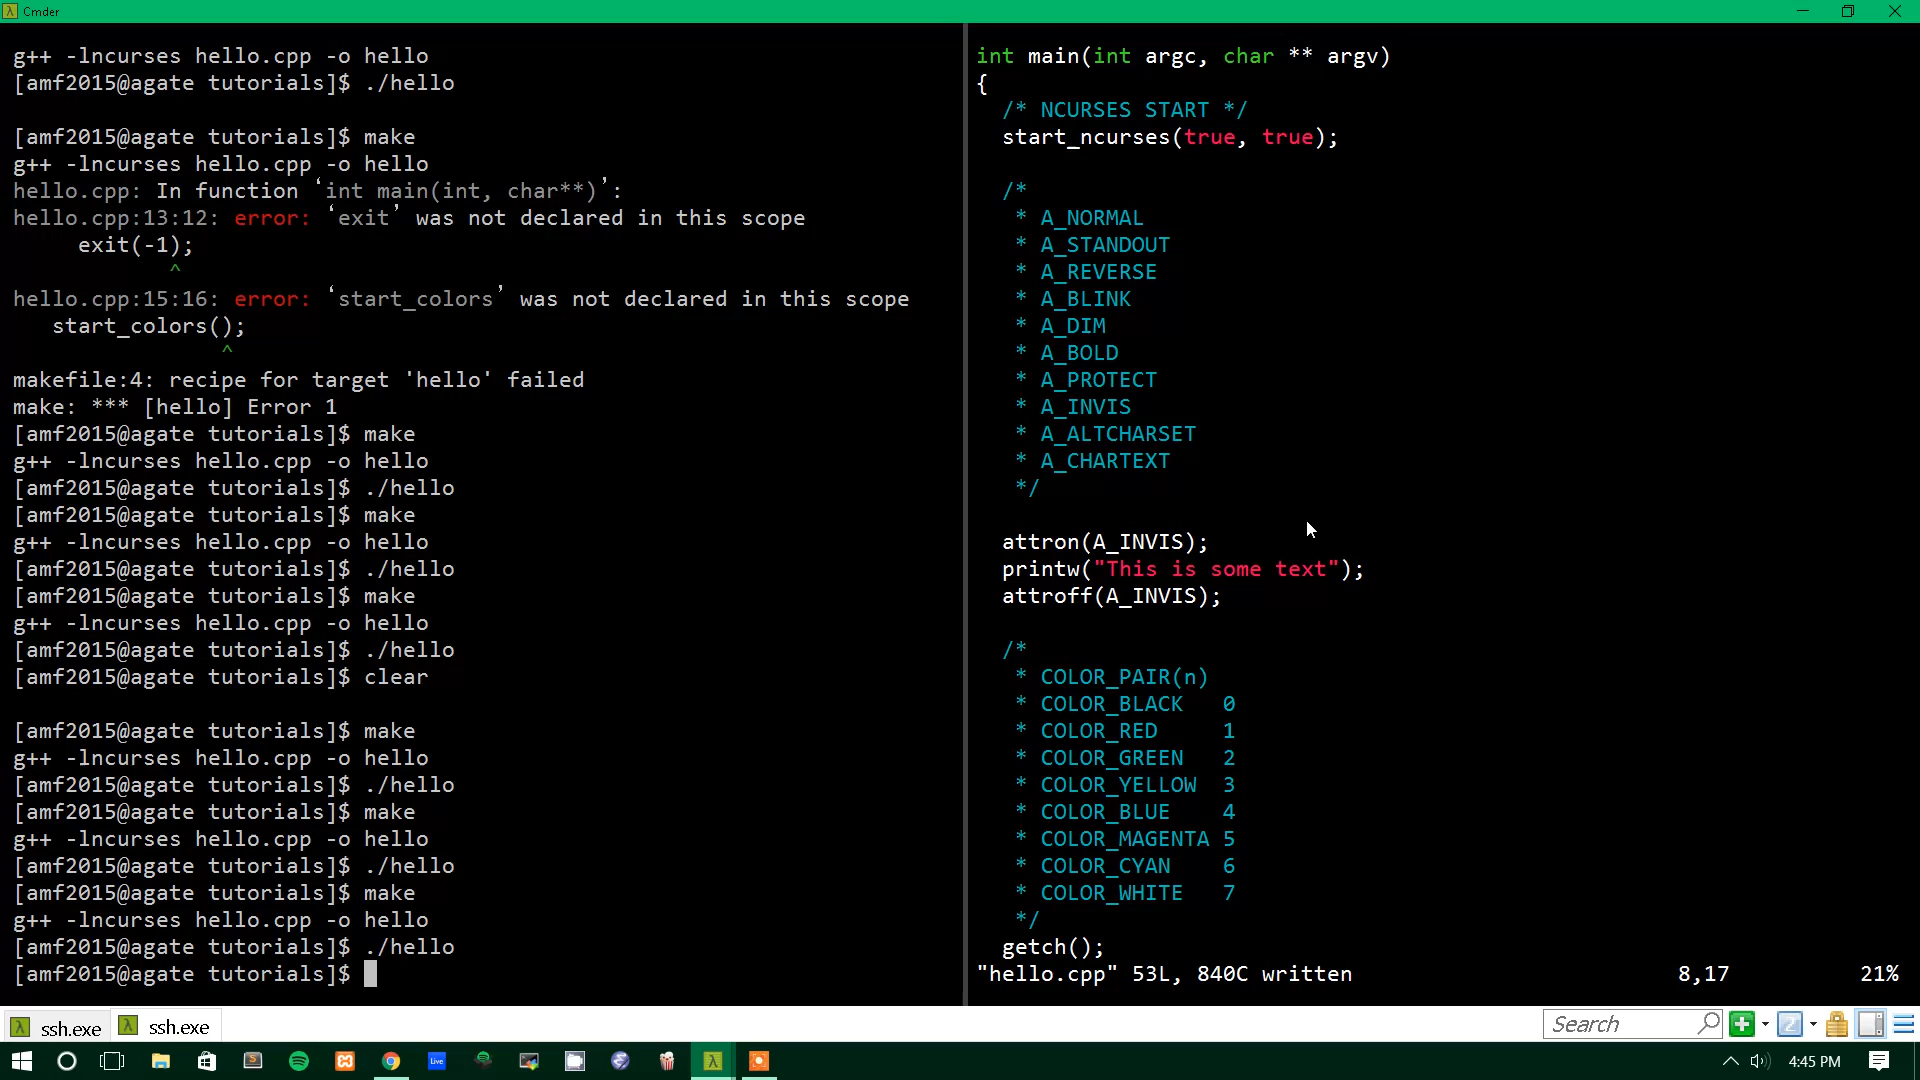 Cmder
g++ -lncurses hello.cpp -o hello
[amf2015@agate tutorials]$ ./hello
[amf2015@agate tutorials]$ make
g++ -lncurses hello.cpp -o hello
hello.cpp: In function ‘int main(int, char**)’:
hello.cpp:13:12: error: ‘exit’ was not declared in this scope
exit(-1);
^
hello.cpp:15:16: error: ‘start_colors’ was not declared in this scope
start_colors();
^
makefile:4: recipe for target 'hello' failed
make: *** [hello] Error 1
[amf2015@agate tutorials]$ make
g++ -lncurses hello.cpp -o hello
[amf2015@agate tutorials]$ ./hello
[amf2015@agate tutorials]$ make
g++ -lncurses hello.cpp -o hello
[amf2015@agate tutorials]$ ./hello
[amf2015@agate tutorials]$ make
g++ -lncurses hello.cpp -o hello
[amf2015@agate tutorials]$ ./hello
[amf2015@agate tutorials]$ clear
[amf2015@agate tutorials]$ make
g++ -lncurses hello.cpp -o hello
[amf2015@agate tutorials]$ ./hello
[amf2015@agate tutorials]$ make
g++ -lncurses hello.cpp -o hello
[amf2015@agate tutorials]$ ./hello
[amf2015@agate tutorials]$ make
g++ -lncurses hello.cpp -o hello
[amf2015@agate tutorials]$ ./hello
[amf2015@agate tutorials]$
int main(int argc, char ** argv)
{
/* NCURSES START */
start_ncurses(true, true);
/*
* A_NORMAL
* A_STANDOUT
* A_REVERSE
* A_BLINK
* A_DIM
* A_BOLD
* A_PROTECT
* A_INVIS
* A_ALTCHARSET
* A_CHARTEXT
*/
attron(A_INVIS);
printw("This is some text");
attroff(A_INVIS);
/*
* COLOR_PAIR(n)
* COLOR_BLACK 0
* COLOR_RED 1
* COLOR_GREEN 2
* COLOR_YELLOW 3
* COLOR_BLUE 4
* COLOR_MAGENTA 5
* COLOR_CYAN 6
* COLOR_WHITE 7
*/
getch();
"hello.cpp" 53L, 840C written 8,17 21%
ssh.exe ssh.exe Search
Live 4:45 PM